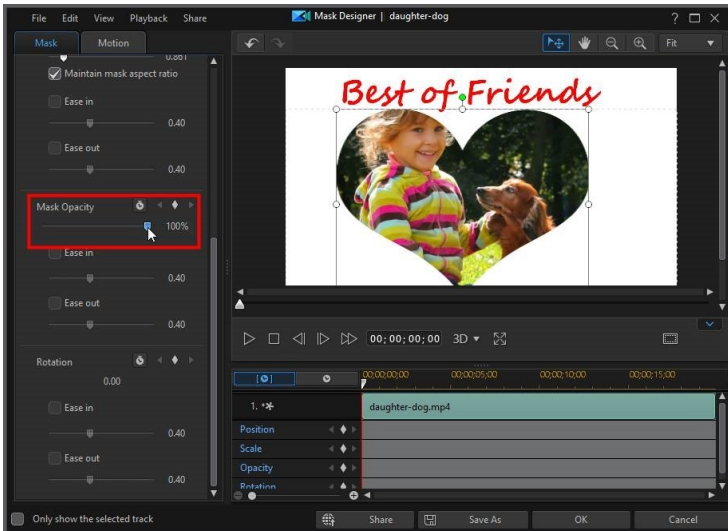 File Edit View Playback Share
Mask Designer | daughter-dog
Mask Motion
Fit
0.861
Maintain mask aspect ratio
Ease in
0.40
Ease out
0.40
Mask Opacity
100%
Ease in
0.40
Ease out
0.40
Rotation
0.00
Ease in
0.40
Ease out
0.40
Best of Friends
00;00;00;00 3D
00;00;00;00 00;00;05;00 00;00;10;00 00;00;15;00
1. daughter-dog.mp4
Position
Scale
Opacity
Rotation
Only show the selected track
Share Save As OK Cancel